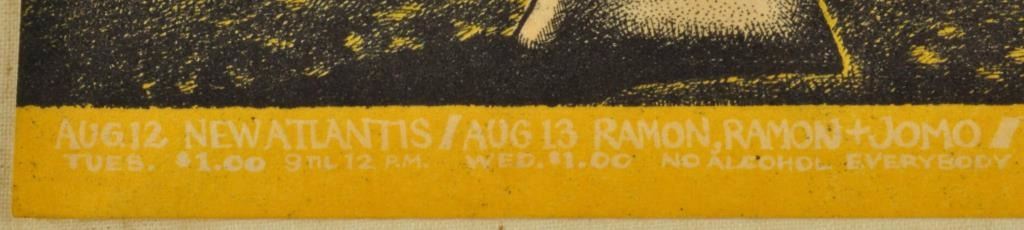 AUG.12 NEW ATLANTIS / AUG 13 RAMON, RAMON + JOMO /
TUES. $1.00 9 TIL 12 P.M. WED. $1.00 NO ALCOHOL EVERYBODY